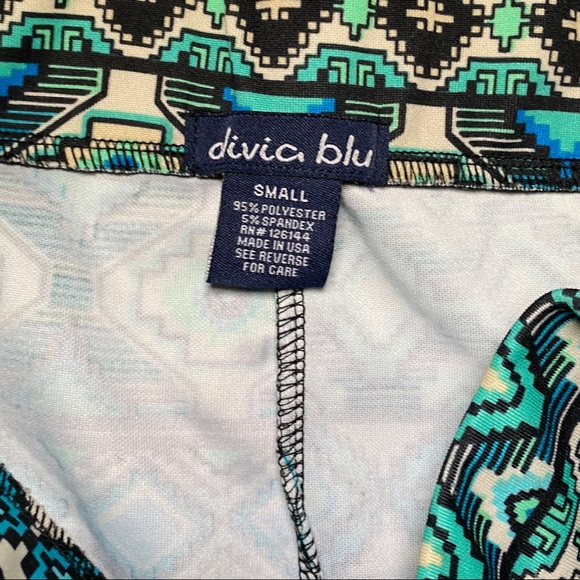 divia blu
SMALL
95% POLYESTER
5% SPANDEX
RN# 126144
MADE IN USA
SEE REVERSE
FOR CARE